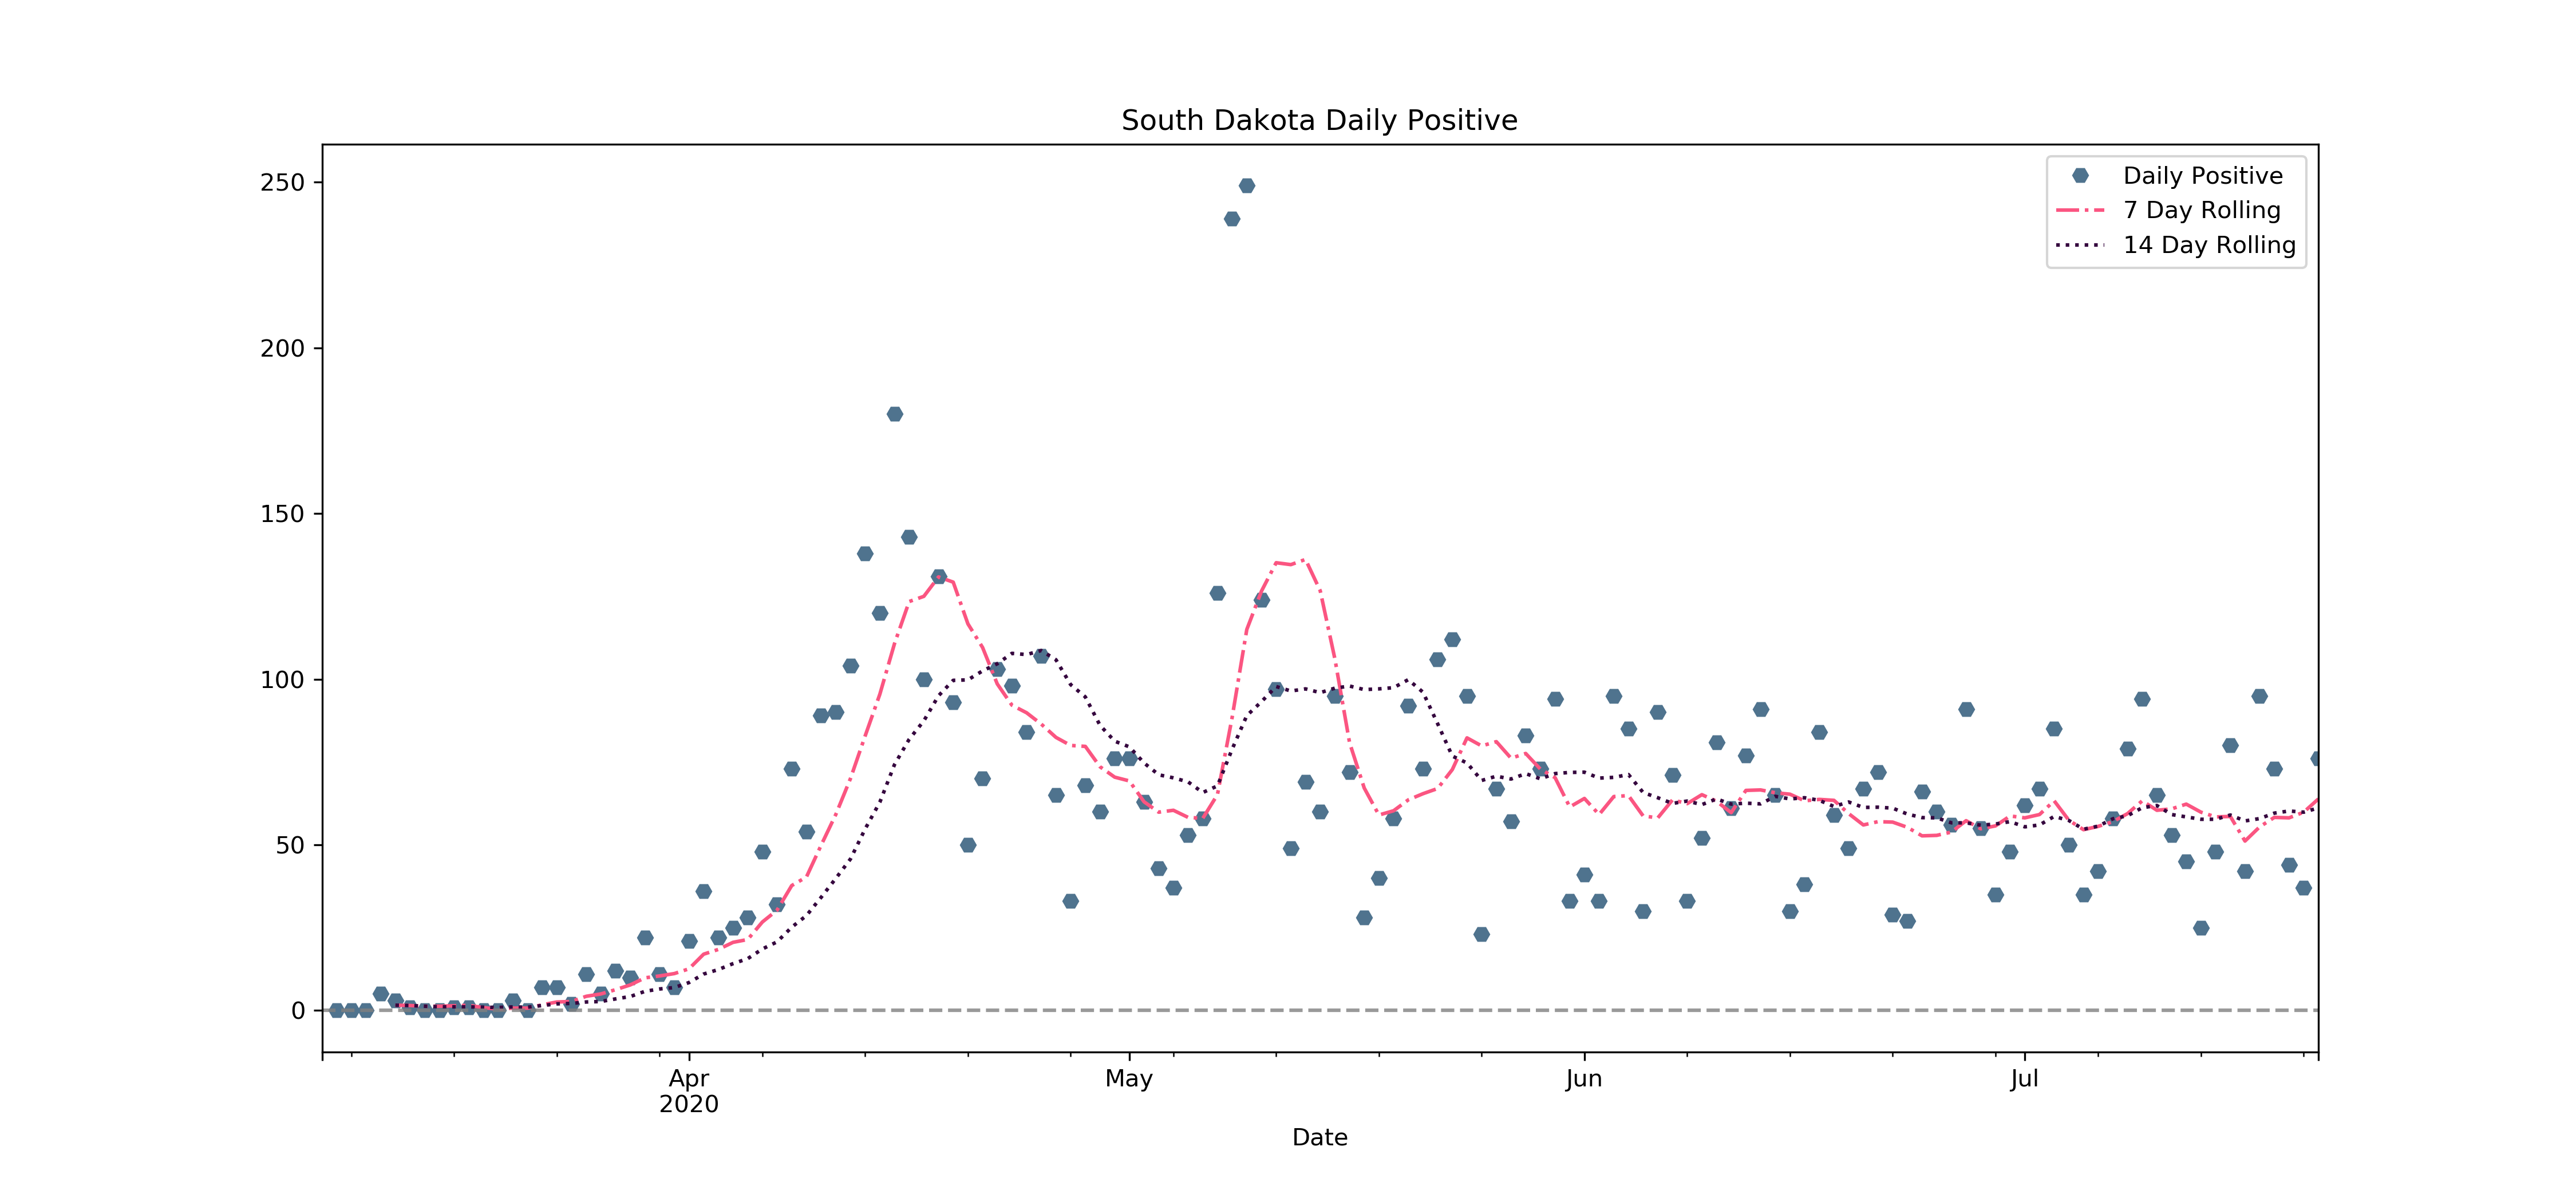 South Dakota Daily Positive
250
200
150
100
50
0
Daily Positive
7 Day Rolling
14 Day Rolling
Apr
2020
May
Jun
Jul
Date